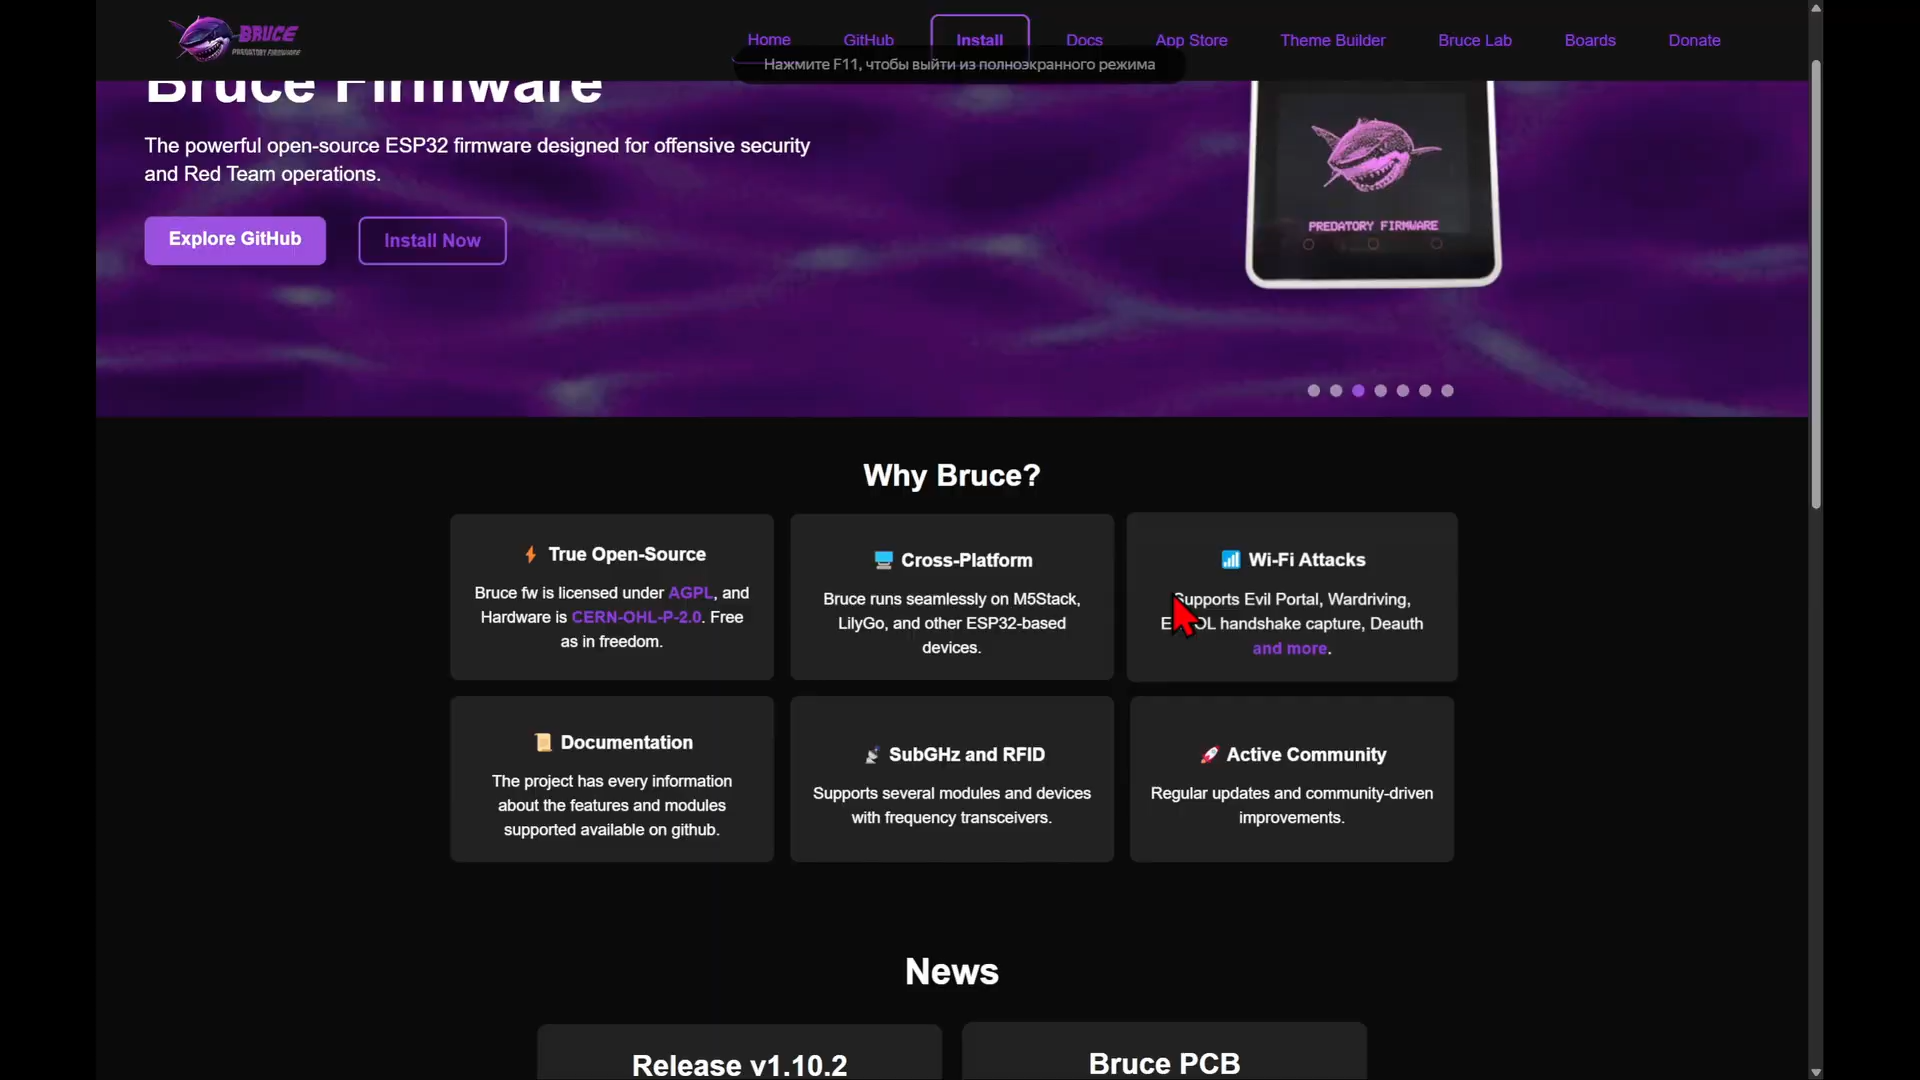 BRUCE
PREDATORY FIRMWARE
Home
GitHub
Install
Docs
App Store
Theme Builder
Bruce Lab
Boards
Donate
Нажмите F11, чтобы выйти из полноэкранного режима
Bruce Firmware
The powerful open-source ESP32 firmware designed for offensive security
and Red Team operations.
Explore GitHub
Install Now
PREDATORY FIRMWARE
Why Bruce?
True Open-Source
Bruce fw is licensed under AGPL, and
Hardware is CERN-OHL-P-2.0. Free
as in freedom.
Cross-Platform
Bruce runs seamlessly on M5Stack,
LilyGo, and other ESP32-based
devices.
Wi-Fi Attacks
Supports Evil Portal, Wardriving,
handshake capture, Deauth
and more.
Documentation
The project has every information
about the features and modules
supported available on github.
SubGHz and RFID
Supports several modules and devices
with frequency transceivers.
Active Community
Regular updates and community-driven
improvements.
News
Release v1.10.2
Bruce PCB